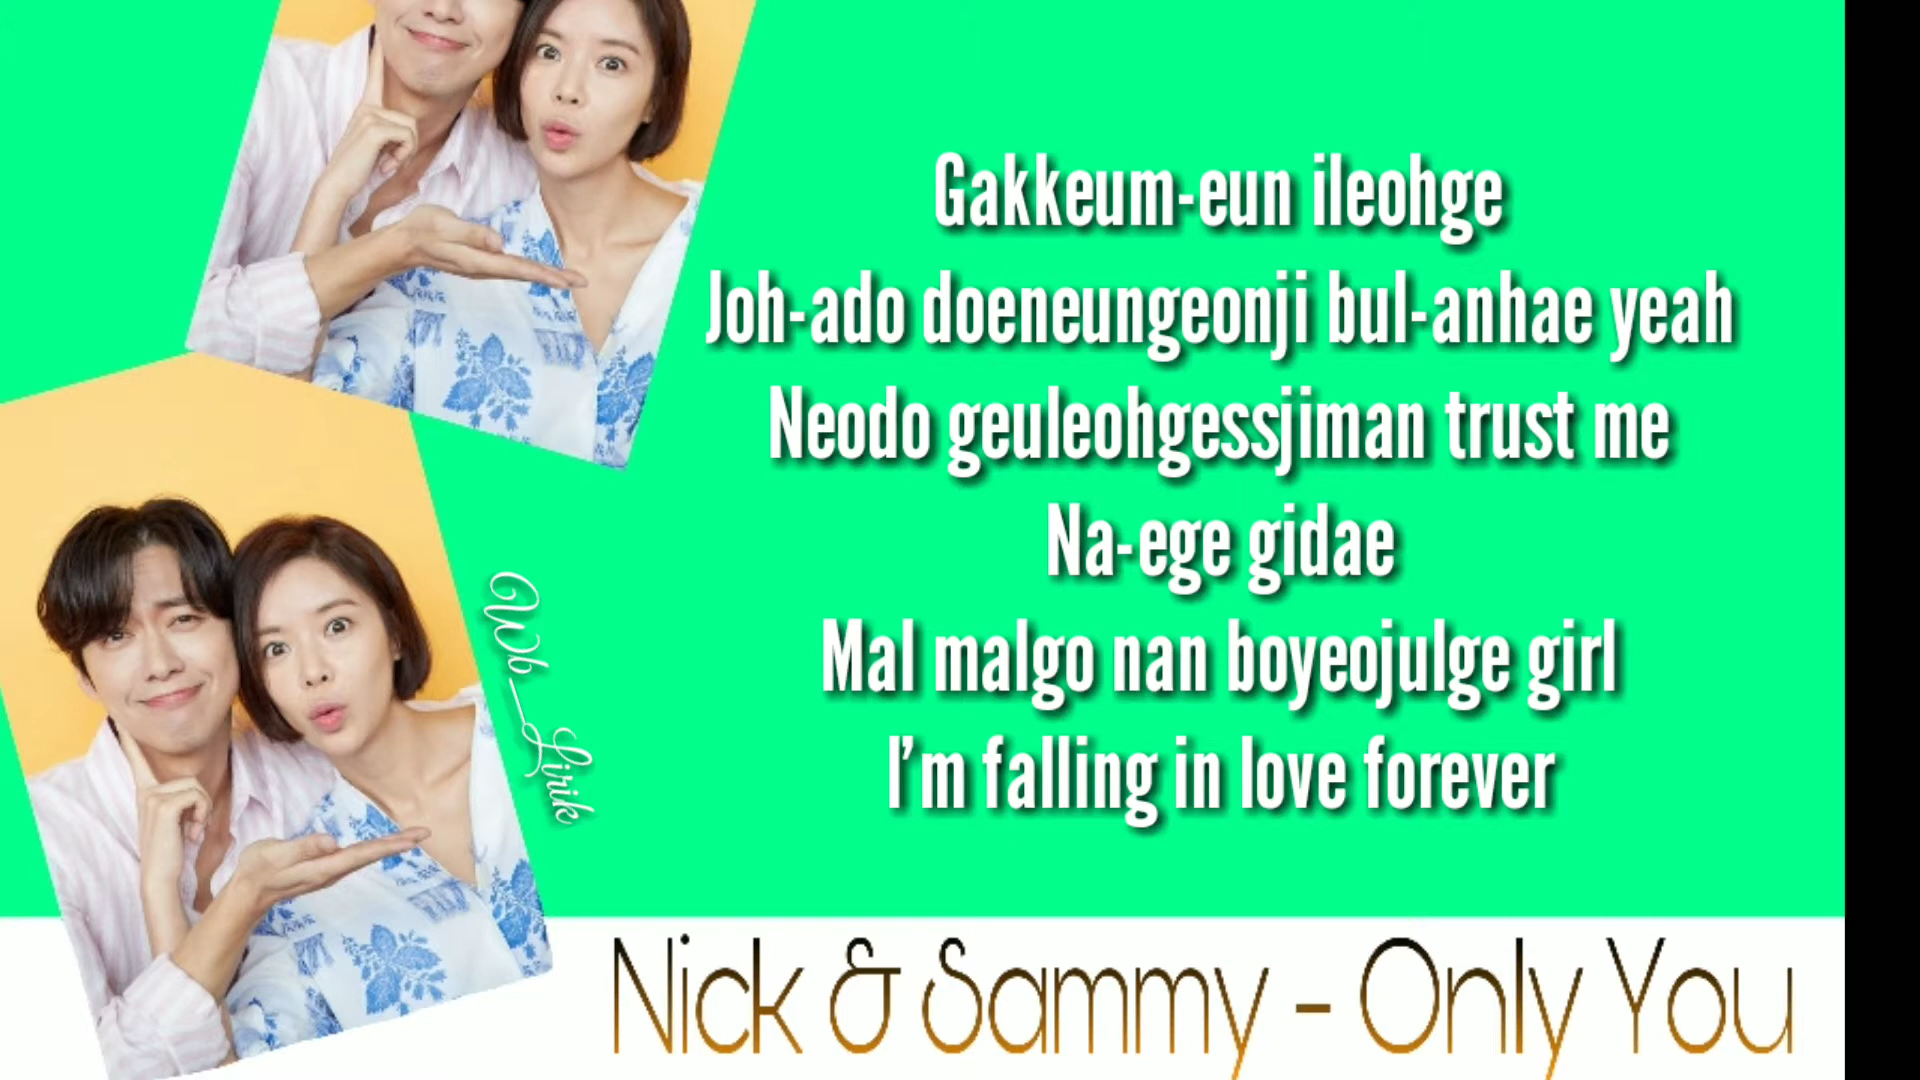 Gakkeum-eun ileohge
Joh-ado doeneungeonji bul-anhae yeah
Neodo geuleohgessjiman trust me
Na-ege gidae
Mal malgo nan boyeojulge girl
I'm falling in love forever
Wb_Lirik
Nick & Sammy - Only You